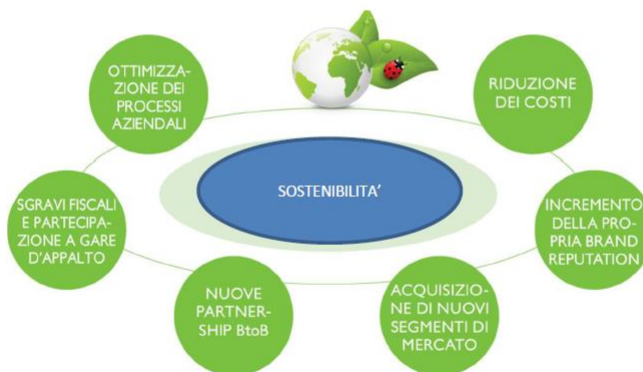 OTTIMIZZA-
ZIONE DEI
PROCESSI
AZIENDALI
RIDUZIONE
DEI COSTI
SOSTENIBILITA’
SGRAVI FISCALI
E PARTECIPA-
ZIONE A GARE
D’APPALTO
INCREMENTO
DELLA PRO-
PRIA BRAND
REPUTATION
NUOVE
PARTNER-
SHIP BtoB
ACQUISIZIO-
NE DI NUOVI
SEGMENTI DI
MERCATO